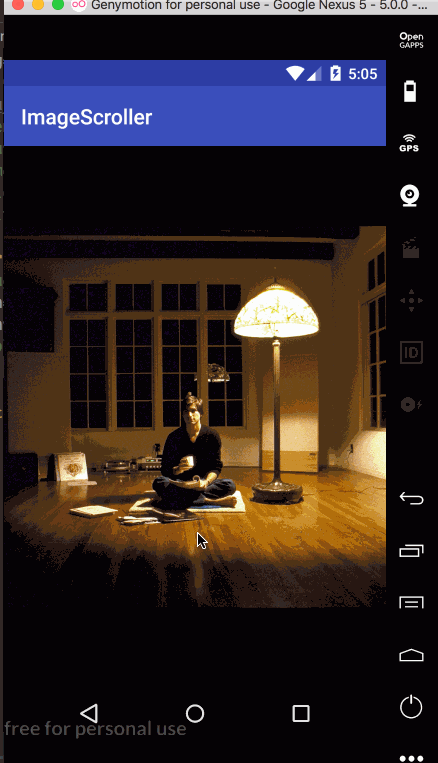 Genymotion for personal use - Google Nexus 5 - 5.0.0 -...
Open
GAPPS
5:05
ImageScroller
GPS
ID
free for personal use